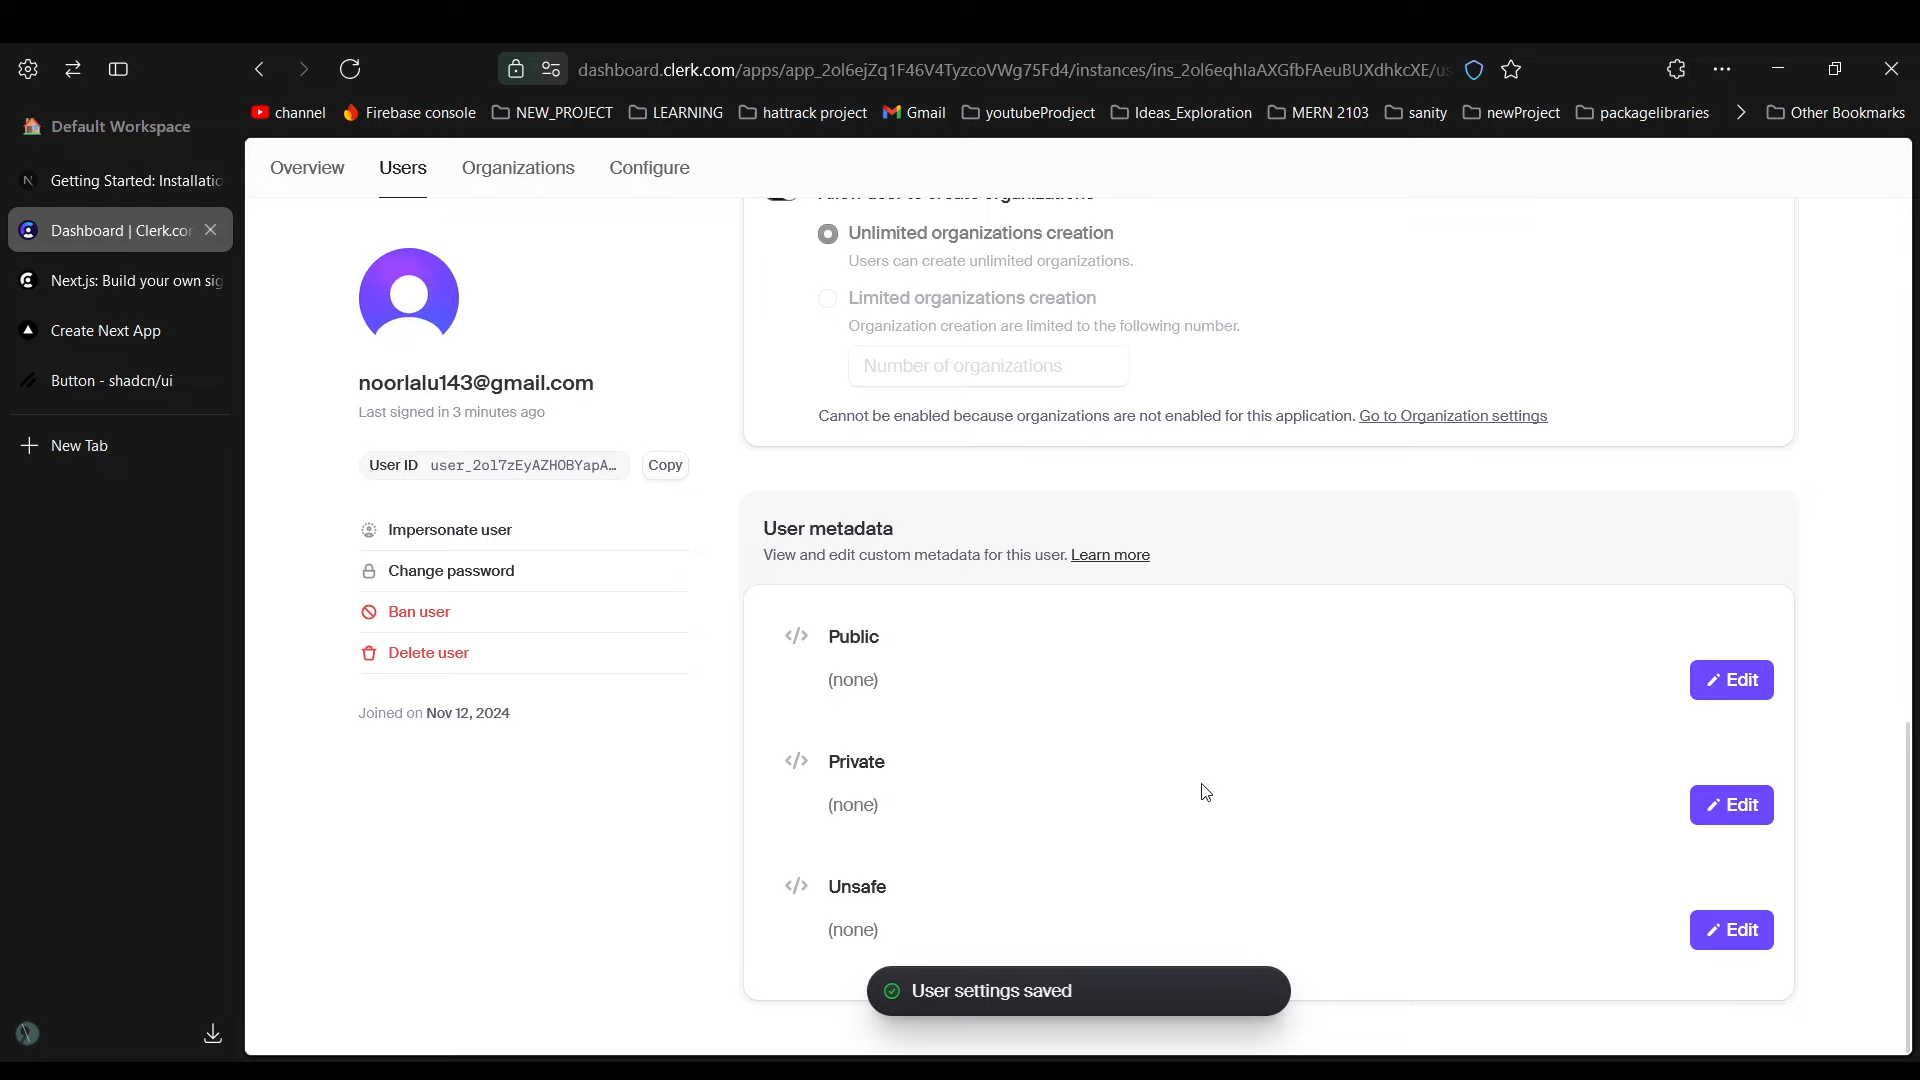 dashboard.clerk.com/apps/app_2ol6ejZq1F46V4TyzcoVWg75Fd4/instances/ins_2ol6eqhlaAXGfbFAeuBUXdhkcXE/us
channel
Firebase console
NEW_PROJECT
LEARNING
hattrack project
Gmail
youtubeProdject
Ideas_Exploration
MERN 2103
sanity
newProject
packagelibraries
Other Bookmarks
Default Workspace
Getting Started: Installatio
Dashboard | Clerk.cor
Next.js: Build your own sig
Create Next App
Button - shadcn/ui
New Tab
Overview
Users
Organizations
Configure
noorlalu143@gmail.com
Last signed in 3 minutes ago
User ID user_2ol7zEyAZHOBYapA…
Copy
Impersonate user
Change password
Ban user
Delete user
Joined on Nov 12, 2024
Unlimited organizations creation
Users can create unlimited organizations.
Limited organizations creation
Organization creation are limited to the following number.
Number of organizations
Cannot be enabled because organizations are not enabled for this application. Go to Organization settings
User metadata
View and edit custom metadata for this user. Learn more
Public
(none)
Edit
Private
(none)
Edit
Unsafe
(none)
Edit
User settings saved